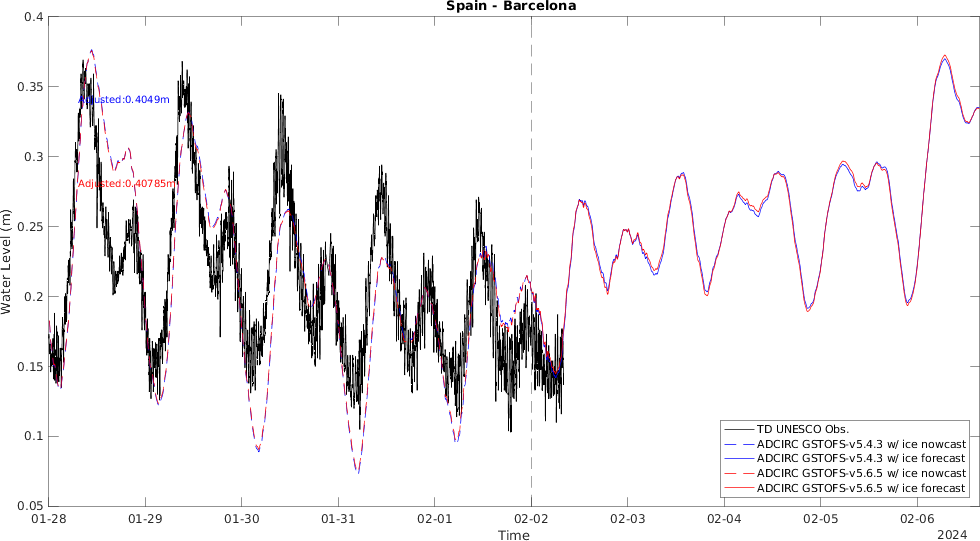 Spain - Barcelona
0.4
0.35
0.3
0.25
0.2
0.15
0.1
0.05
Water Level (m)
Adjusted:0.4049m
Adjusted:0.40785m
TD UNESCO Obs.
ADCIRC GSTOFS-v5.4.3 w/ ice nowcast
ADCIRC GSTOFS-v5.4.3 w/ ice forecast
ADCIRC GSTOFS-v5.6.5 w/ ice nowcast
ADCIRC GSTOFS-v5.6.5 w/ ice forecast
01-28 01-29 01-30 01-31 02-01 02-02 02-03 02-04 02-05 02-06
Time
2024